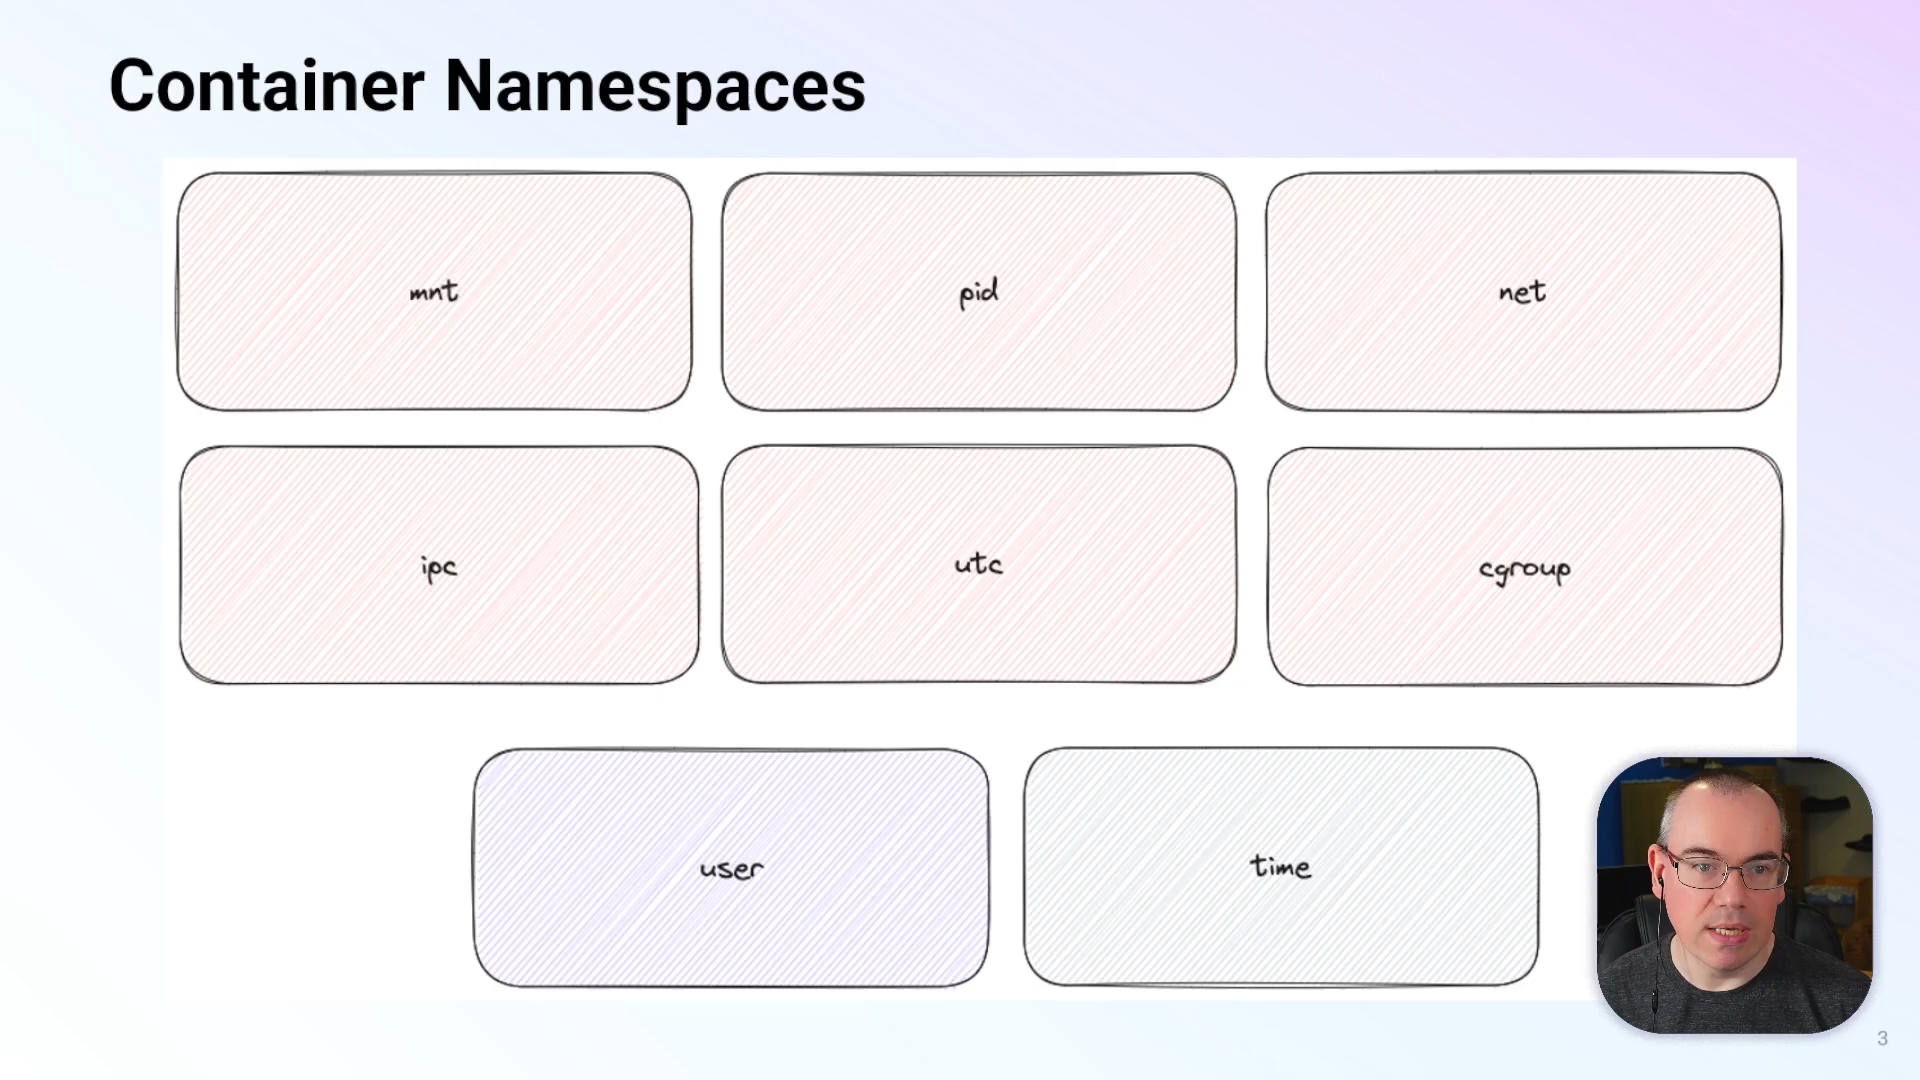 Container Namespaces
mnt
pid
net
ipc
utc
cgroup
user
time
3